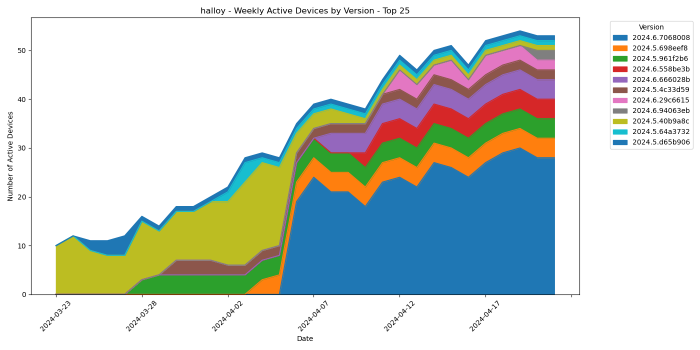 halloy - Weekly Active Devices by Version - Top 25
Number of Active Devices
50
40
30
20
10
0
2024-03-23
2024-03-28
2024-04-02
2024-04-07
2024-04-12
2024-04-17
Date
Version
2024.6.7068008
2024.5.698eef8
2024.5.961f2b6
2024.6.558be3b
2024.6.666028b
2024.5.4c33d59
2024.6.29c6615
2024.6.94063eb
2024.5.40b9a8c
2024.5.64a3732
2024.5.d65b906